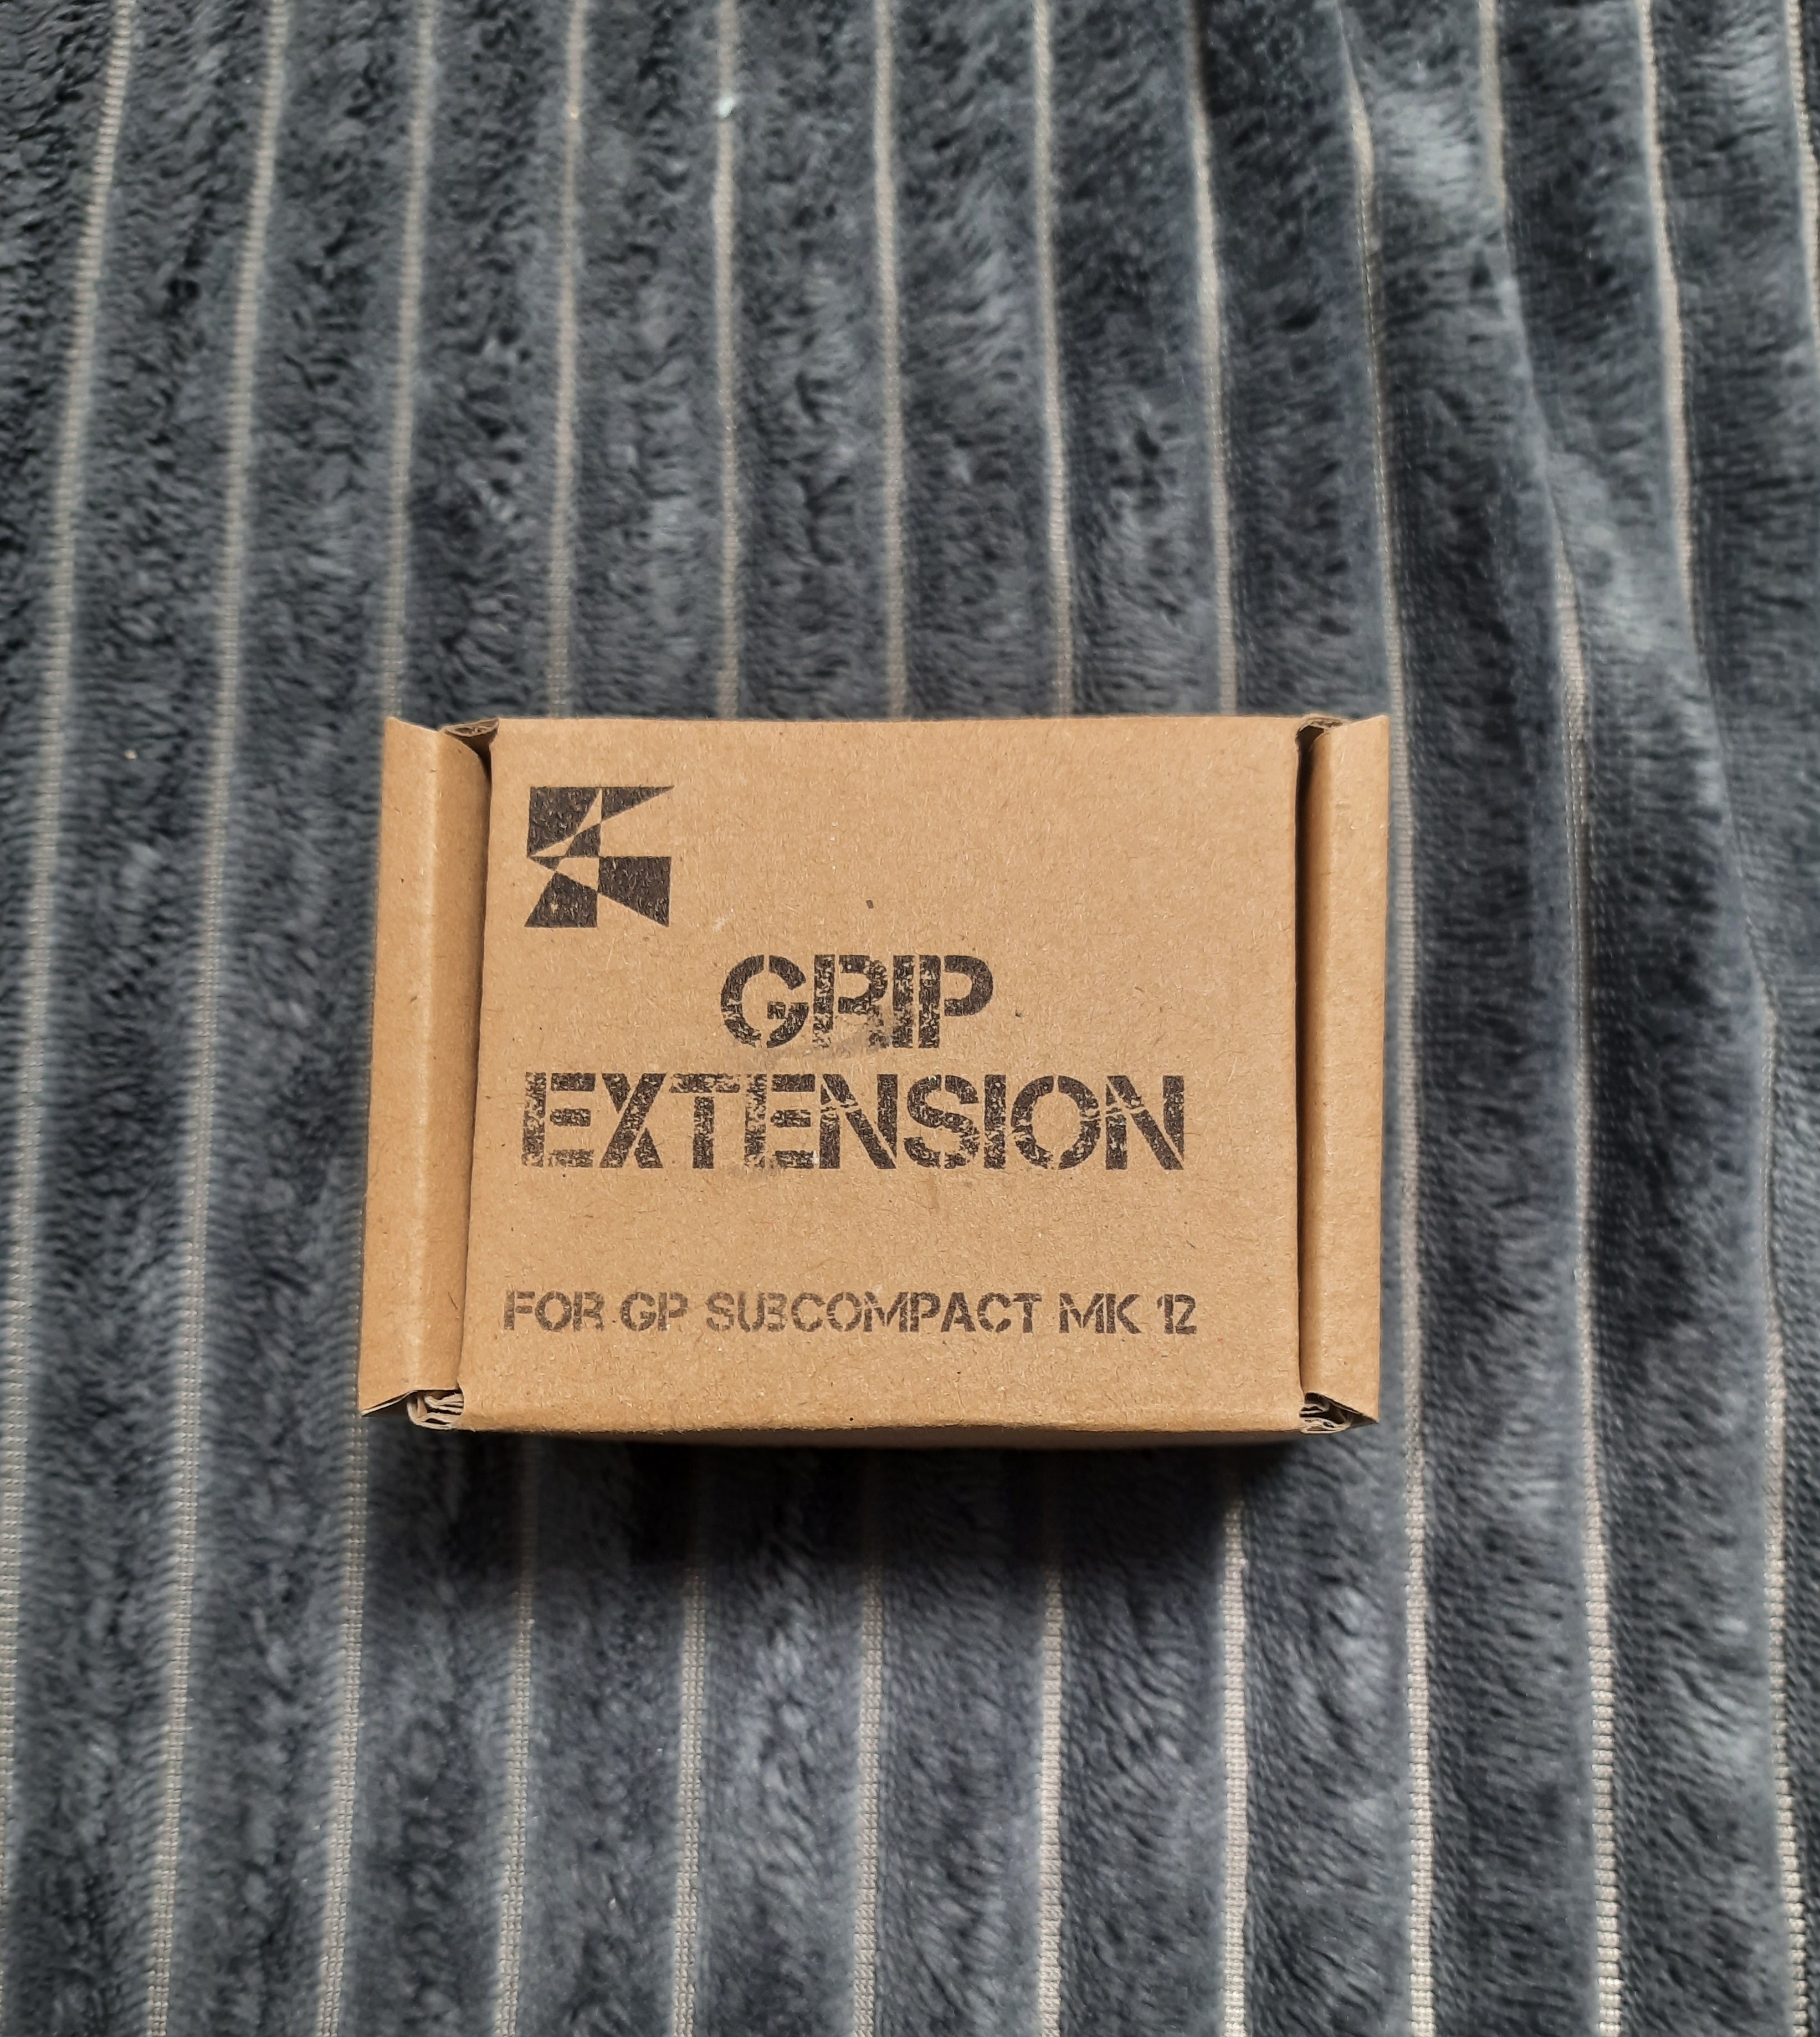 GRIP
EXTENSION
FOR GP SUBCOMPACT MK 12